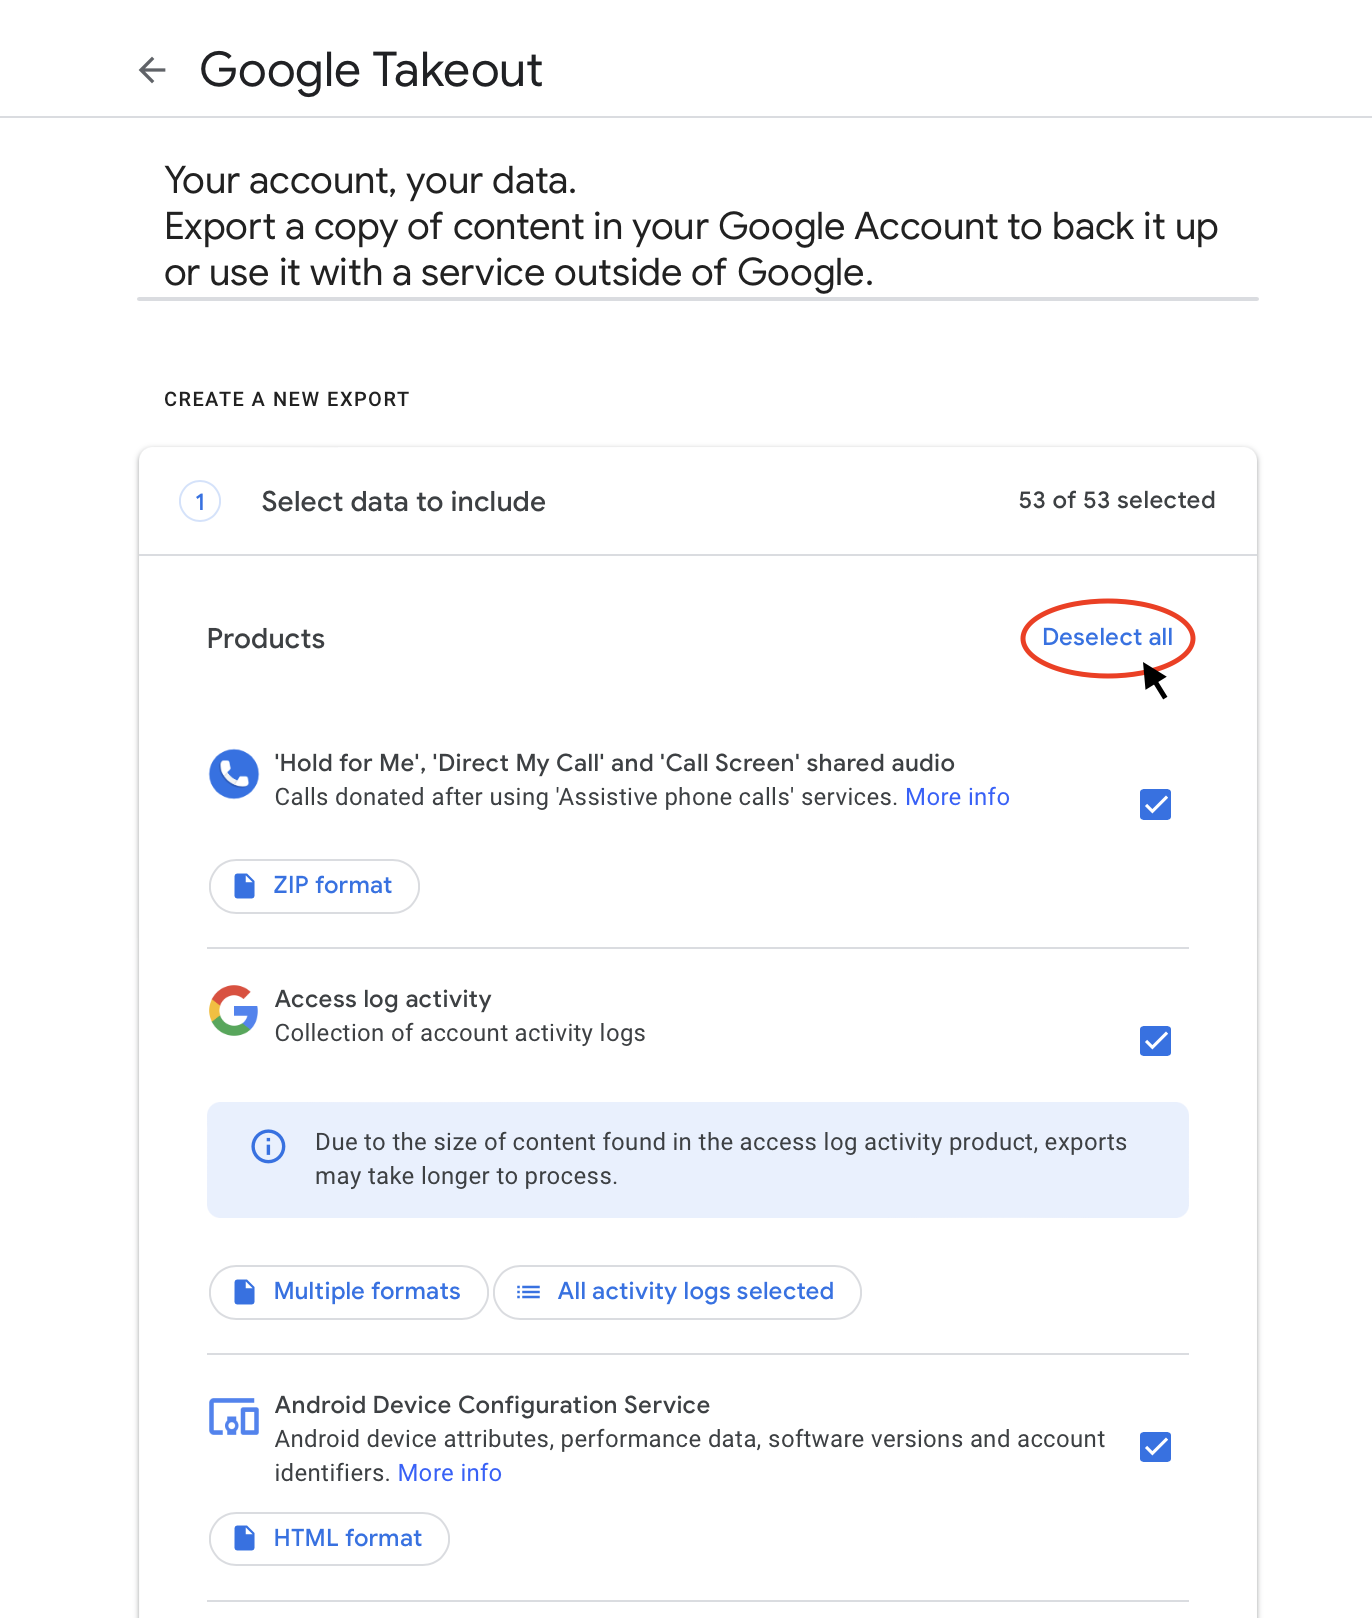 Google Takeout
Your account, your data.
Export a copy of content in your Google Account to back it up
or use it with a service outside of Google.
CREATE A NEW EXPORT
1 Select data to include 53 of 53 selected
Products Deselect all
'Hold for Me', 'Direct My Call' and 'Call Screen' shared audio
Calls donated after using 'Assistive phone calls' services. More info
ZIP format
Access log activity
Collection of account activity logs
Due to the size of content found in the access log activity product, exports
may take longer to process.
Multiple formats All activity logs selected
Android Device Configuration Service
Android device attributes, performance data, software versions and account
identifiers. More info
HTML format